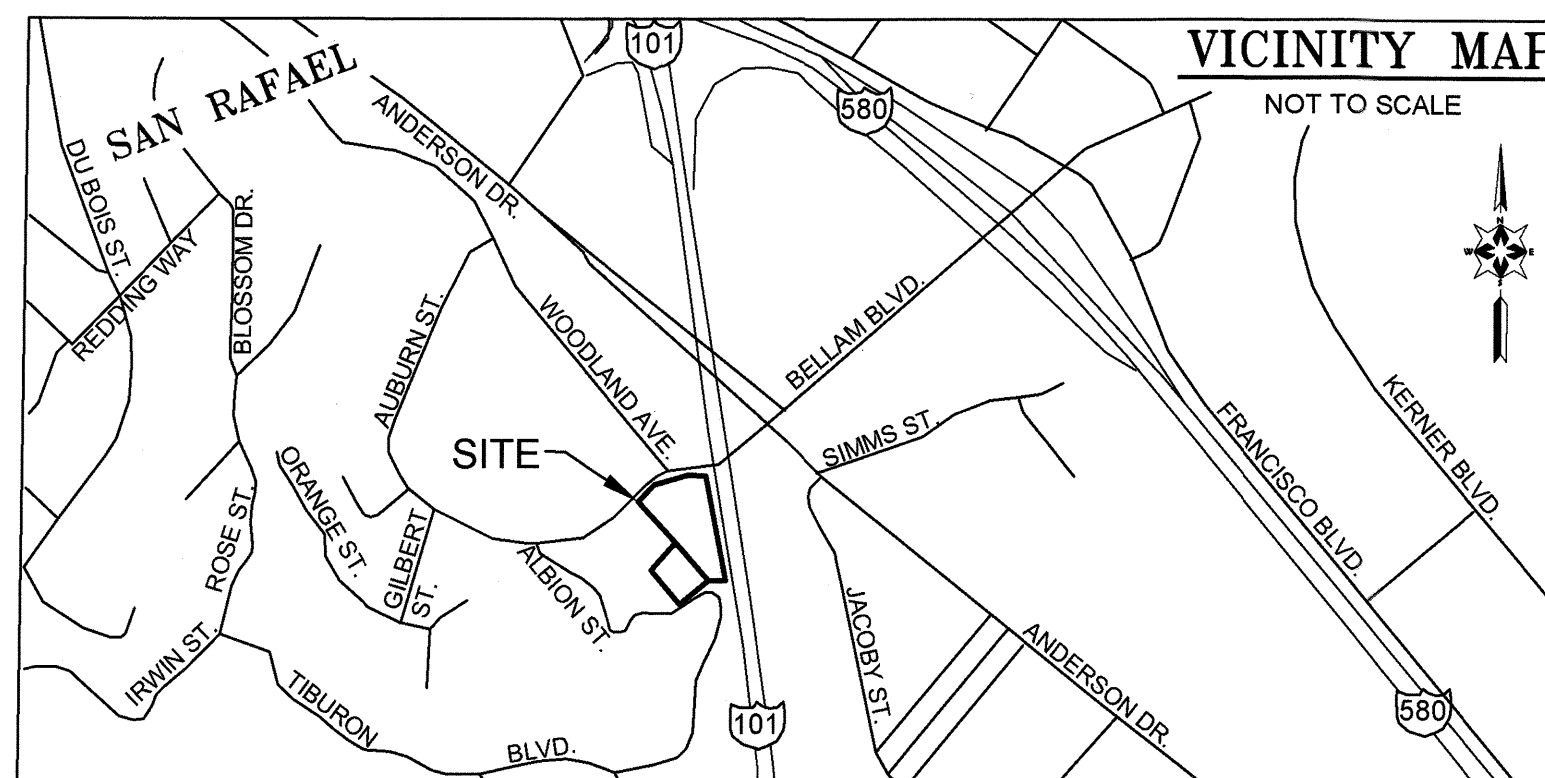 VICINITY MAP
NOT TO SCALE
SAN RAFAEL
101
580
N
W
E
S
DU BOIS ST.
REDDING WAY
BLOSSOM DR.
ANDERSON DR.
AUBURN ST.
WOODLAND AVE.
BELLAM BLVD.
SIMMS ST.
FRANCISCO BLVD.
KERNER BLVD.
SITE
ORANGE ST.
GILBERT
ST.
ALBION ST.
ROSE ST.
IRWIN ST.
TIBURON
BLVD.
101
JACOBY ST.
ANDERSON DR.
580